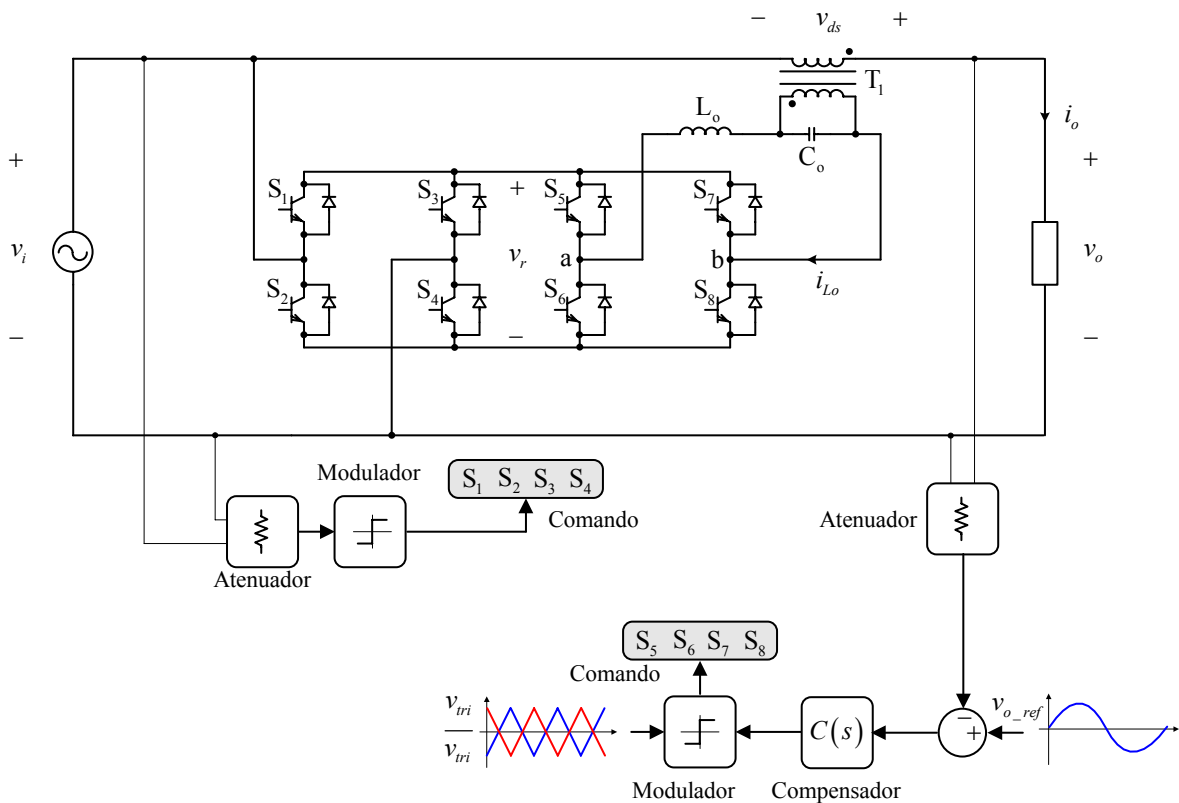 − v_ds +
T_1
L_o
C_o
i_o
+
v_i
−
S_1
S_3
+
S_5
S_7
v_r
a
b
i_Lo
S_2
S_4
−
S_6
S_8
+
v_o
−
Modulador
S_1 S_2 S_3 S_4
Comando
Atenuador
Atenuador
S_5 S_6 S_7 S_8
Comando
v_tri
v_tri
C(s)
−
+
v_o_ref
Modulador
Compensador